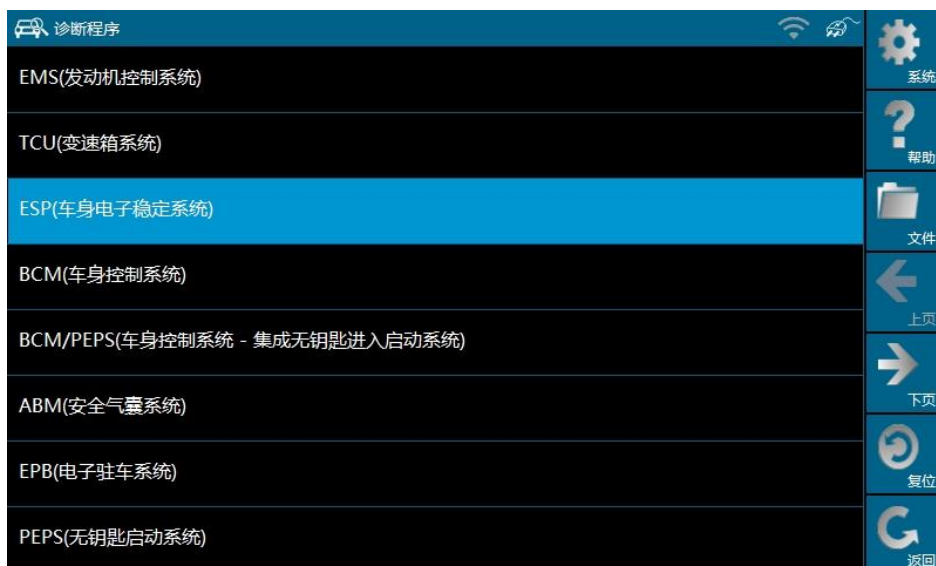 诊断程序
EMS(发动机控制系统)
TCU(变速箱系统)
ESP(车身电子稳定系统)
BCM(车身控制系统)
BCM/PEPS(车身控制系统 - 集成无钥匙进入启动系统)
ABM(安全气囊系统)
EPB(电子驻车系统)
PEPS(无钥匙启动系统)
系统
帮助
文件
上页
下页
复位
返回